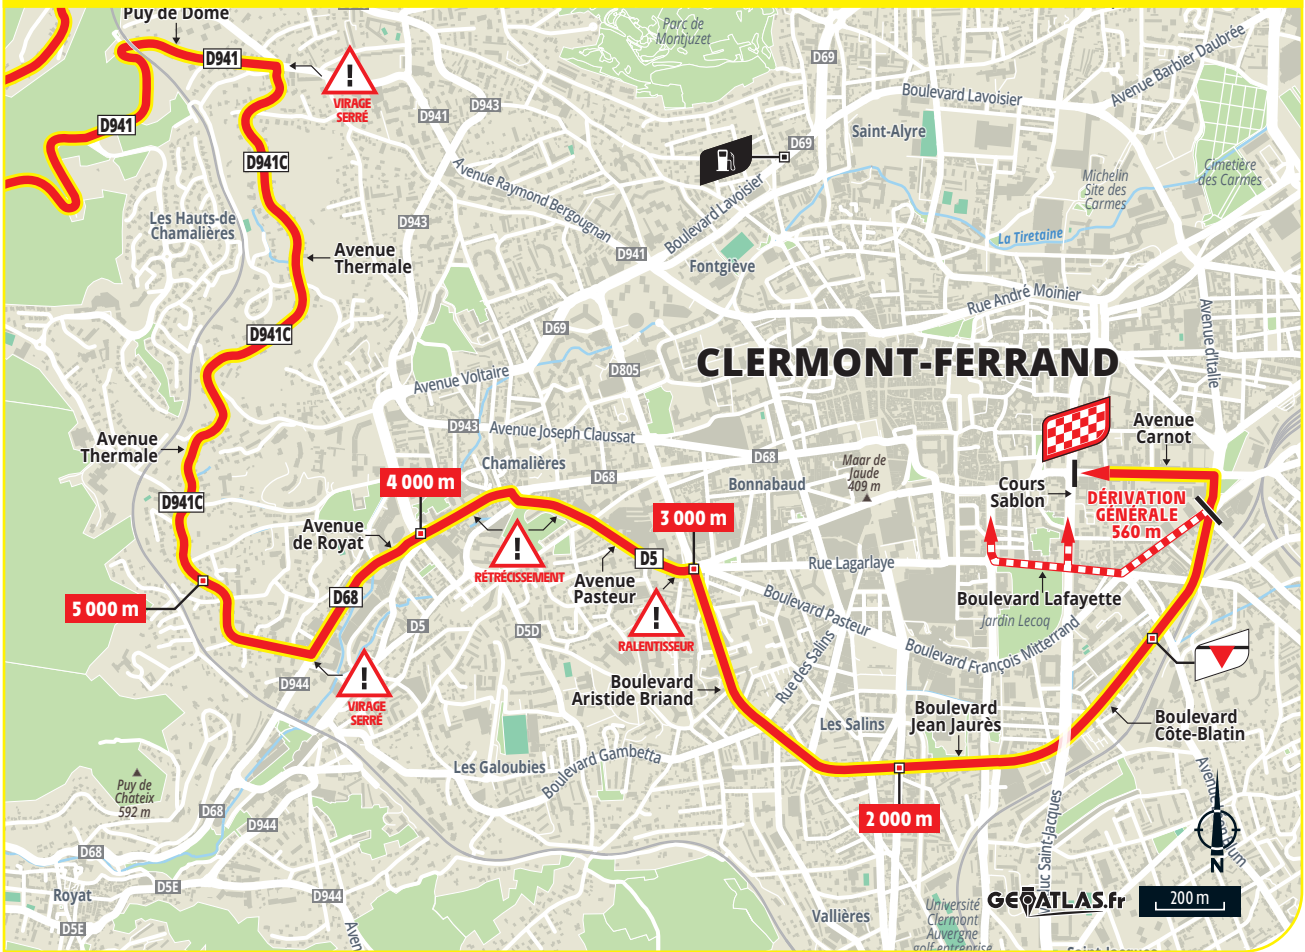 Puy de Dôme
D941
VIRAGE
SERRÉ
D941
D943
D941
D941C
Parc de
Montjuzet
D69
Boulevard Lavoisier
Avenue Barbier Daubrée
Saint-Alyre
D69
Avenue Raymond Bergougnan
Boulevard Lavoisier
Michelin
Site des
Carmes
Cimetière
des Carmes
Les Hauts-de
Chamalières
D943
Avenue
Thermale
D941
Fontgiève
La Tiretaine
Rue André Moinier
Avenue d'Italie
D941C
D69
Avenue Voltaire
D805
CLERMONT-FERRAND
D943
Avenue Joseph Claussat
Avenue
Thermale
Chamalières
D68
D68
Bonnabaud
Maar de
Jaude
409 m
Avenue
Carnot
Cours
Sablon
DÉRIVATION
GÉNÉRALE
560 m
4 000 m
D941C
Avenue
de Royat
3 000 m
RÉTRÉCISSEMENT
D5
Avenue
Pasteur
Rue Lagarlaye
Boulevard Lafayette
Jardin Lecoq
5 000 m
D68
D5
D5D
RALENTISSEUR
Boulevard Pasteur
Boulevard François Mitterrand
Rue des Salins
D944
VIRAGE
SERRÉ
Boulevard
Aristide Briand
Les Salins
Boulevard
Jean Jaurès
Boulevard
Côte-Blatin
Les Galoubies
Boulevard Gambetta
Puy de
Chateix
592 m
D68
D944
2 000 m
D68
Royat
D5E
D944
D5E
Vallières
Université
Clermont
Auvergne
golf entreprise
GEOATLAS.fr
N
200 m